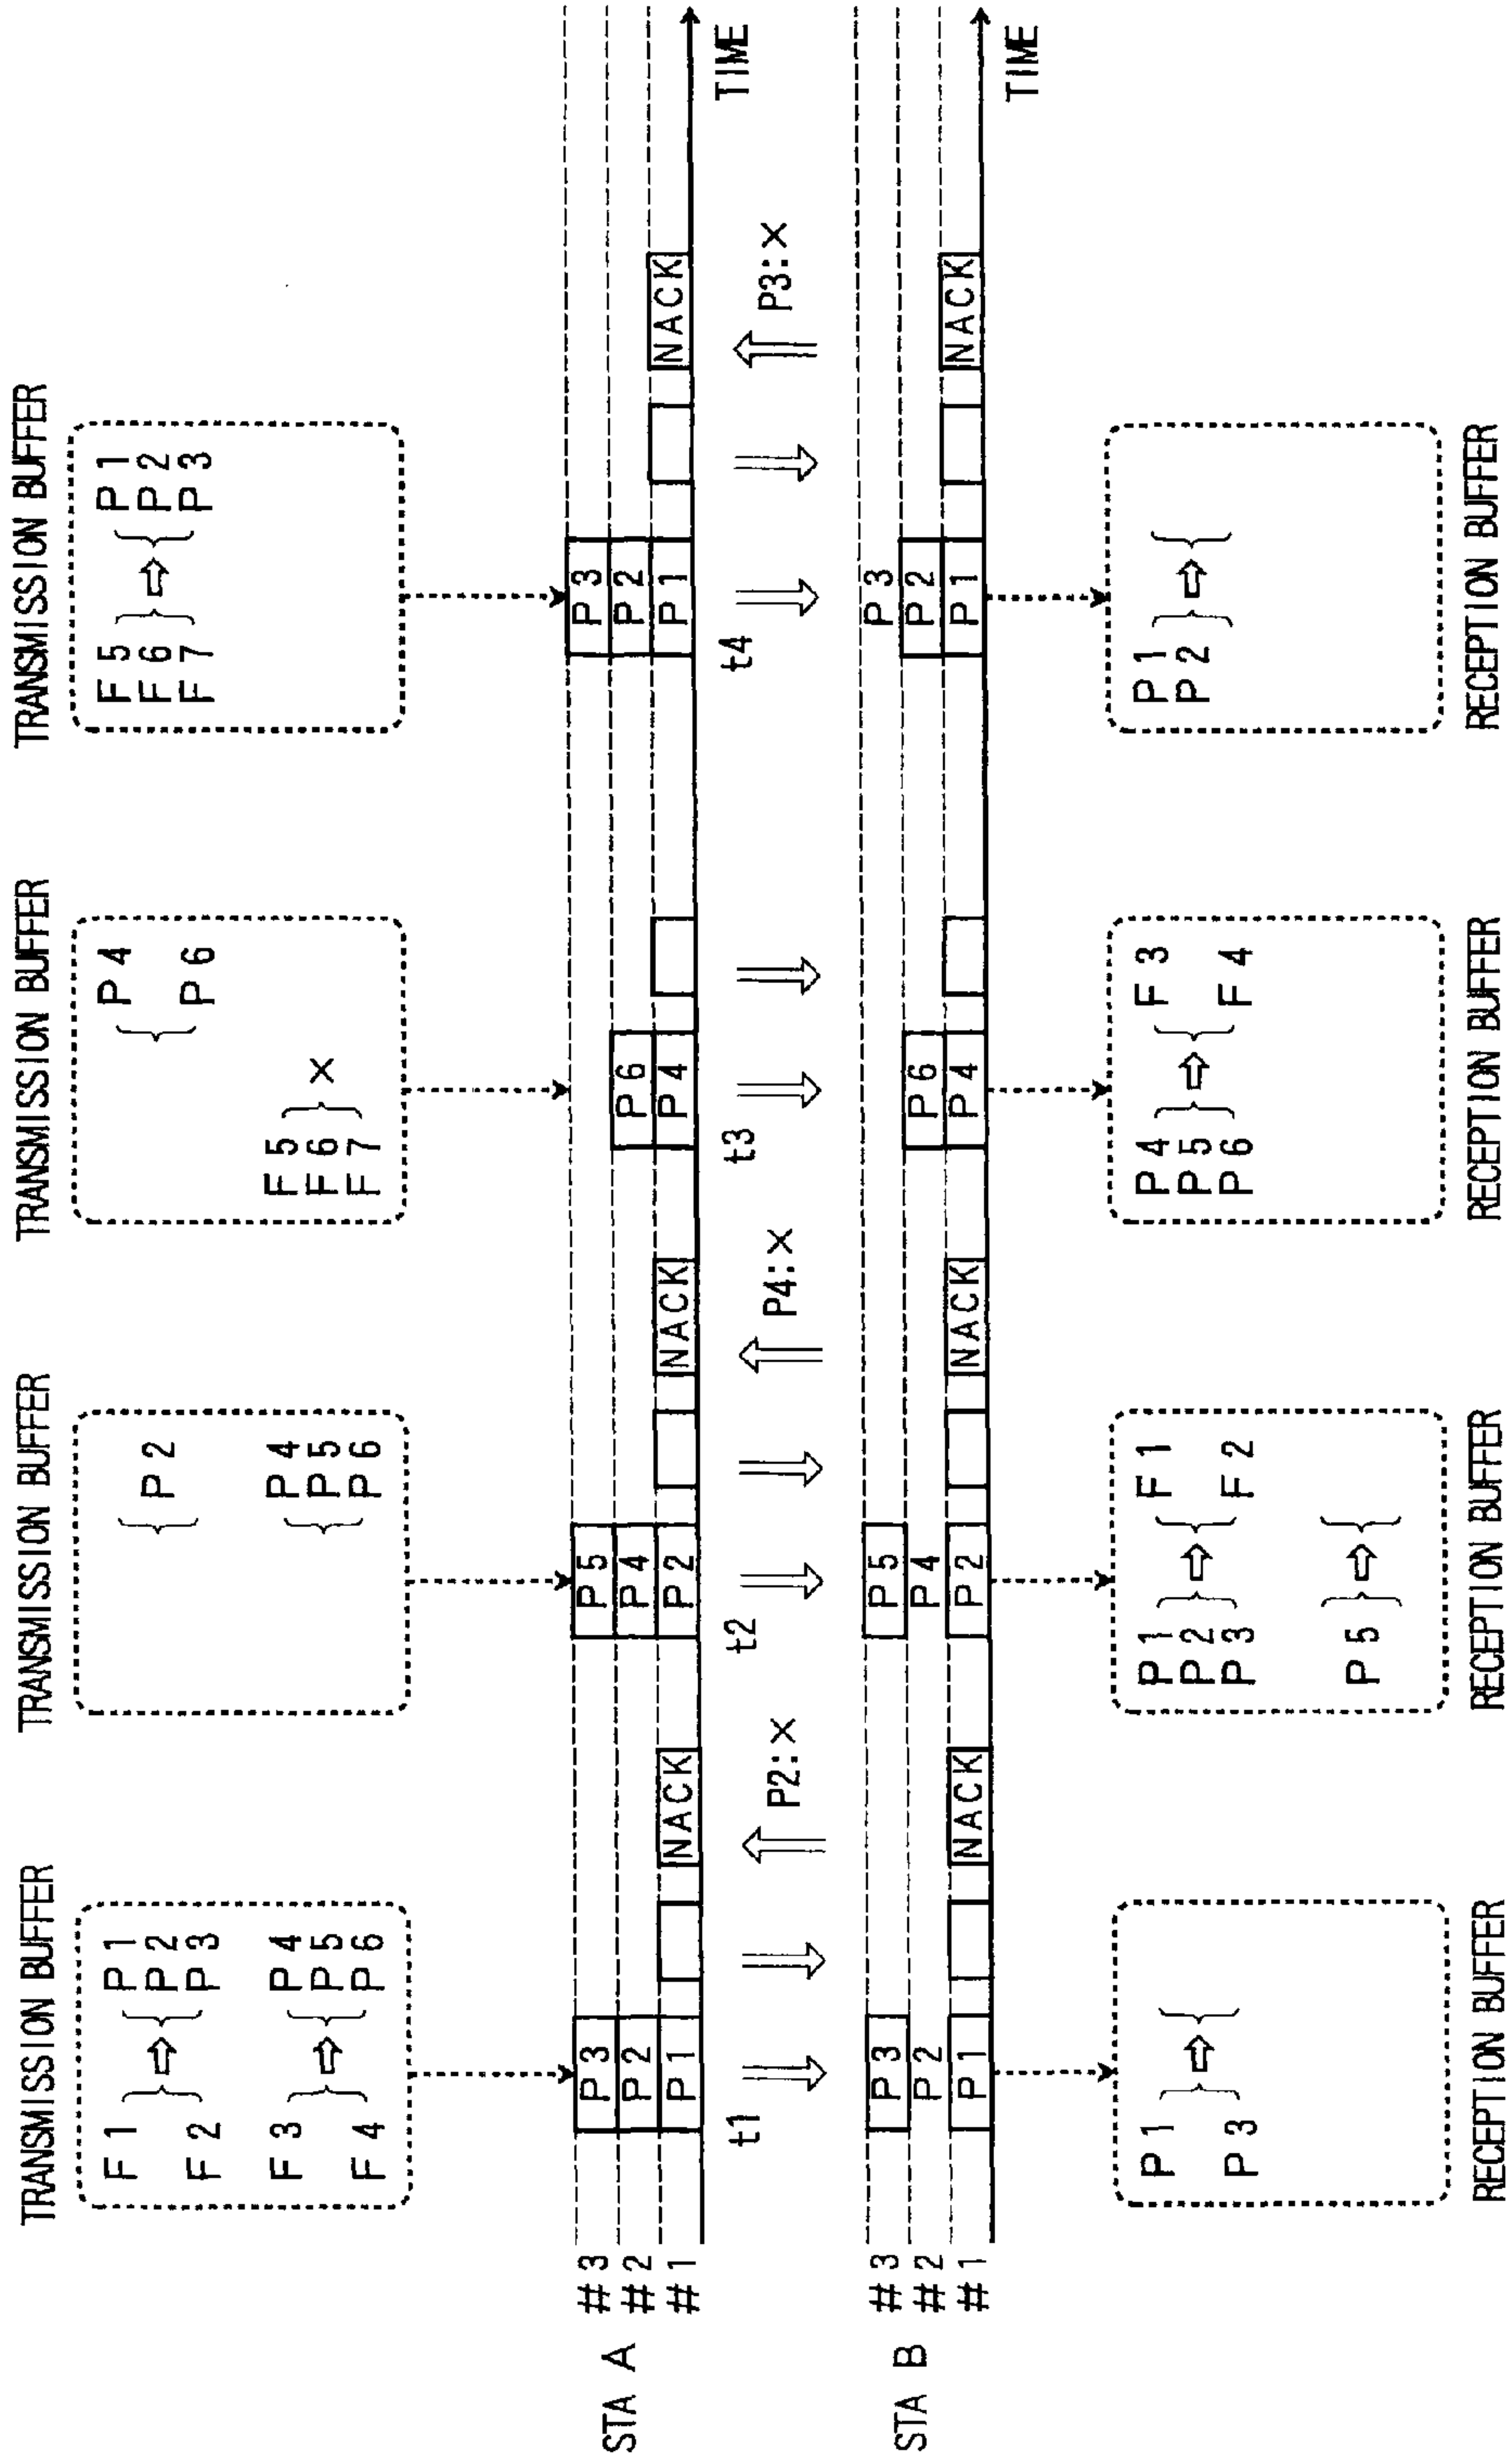 TRANSMISSION BUFFER
F1 P1
P2
F2 P3
F3 P4
P5
F4 P6
TRANSMISSION BUFFER
P2
P4
P5
P6
TRANSMISSION BUFFER
P4
P6
F5
F6 ×
F7
TRANSMISSION BUFFER
F5 P1
F6 P2
F7 P3
STA A
#3
#2
#1
P3
P2
P1
NACK
P5
P4
P2
NACK
P6
P4
P3
P2
P1
NACK
TIME
t1
P2:×
t2
P4:×
t3
t4
P3:×
STA B
#3
#2
#1
P3
P2
P1
NACK
P5
P4
P2
NACK
P6
P4
P3
P2
P1
NACK
TIME
P1
P3
RECEPTION BUFFER
P1 F1
P2
P3 F2
P5
RECEPTION BUFFER
P4 F3
P5
P6 F4
RECEPTION BUFFER
P1
P2
RECEPTION BUFFER